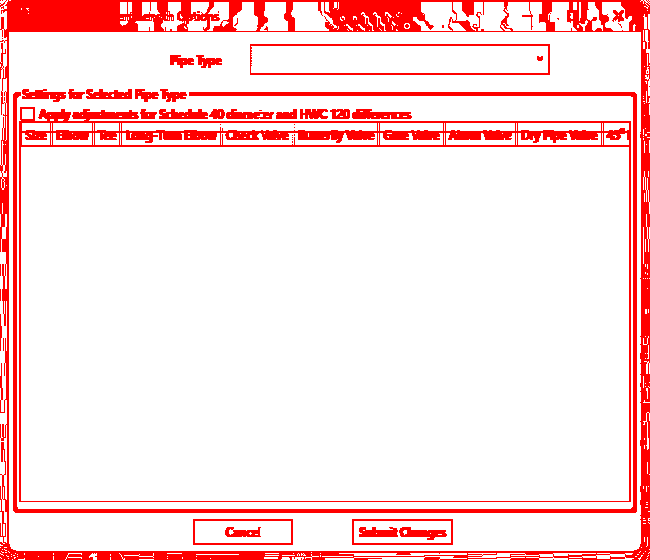 Length Options
Pipe Type
Settings for Selected Pipe Type
Apply adjustments for Schedule 40 diameter and HWC 120 differences
Size Elbow Tee Long-Turn Elbow Check Valve Butterfly Valve Gate Valve Alarm Valve Dry Pipe Valve 45°
Cancel Submit Changes